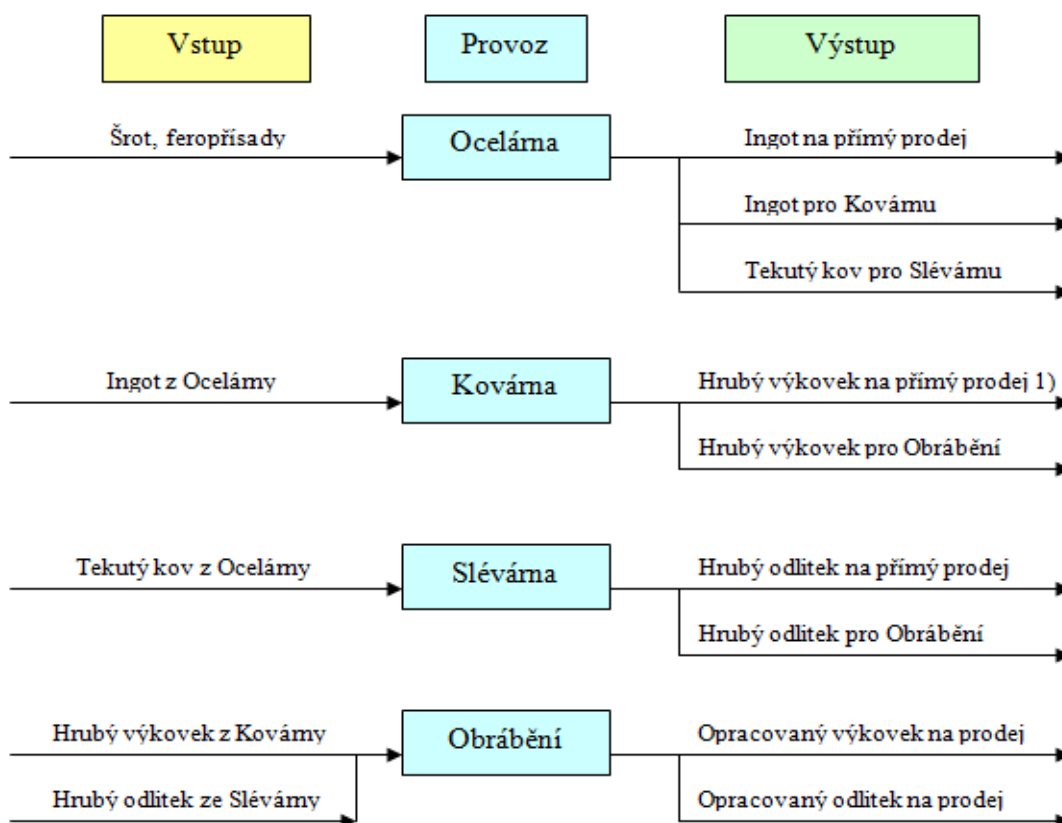 Vstup Provoz Výstup
Šrot, feropřísady Ocelárna Ingot na přímý prodej
Ingot pro Kovárnu
Tekutý kov pro Slévárnu
Ingot z Ocelárny Kovárna Hrubý výkovek na přímý prodej 1)
Hrubý výkovek pro Obrábění
Tekutý kov z Ocelárny Slévárna Hrubý odlitek na přímý prodej
Hrubý odlitek pro Obrábění
Hrubý výkovek z Kovárny Obrábění Opracovaný výkovek na prodej
Hrubý odlitek ze Slévárny Opracovaný odlitek na prodej